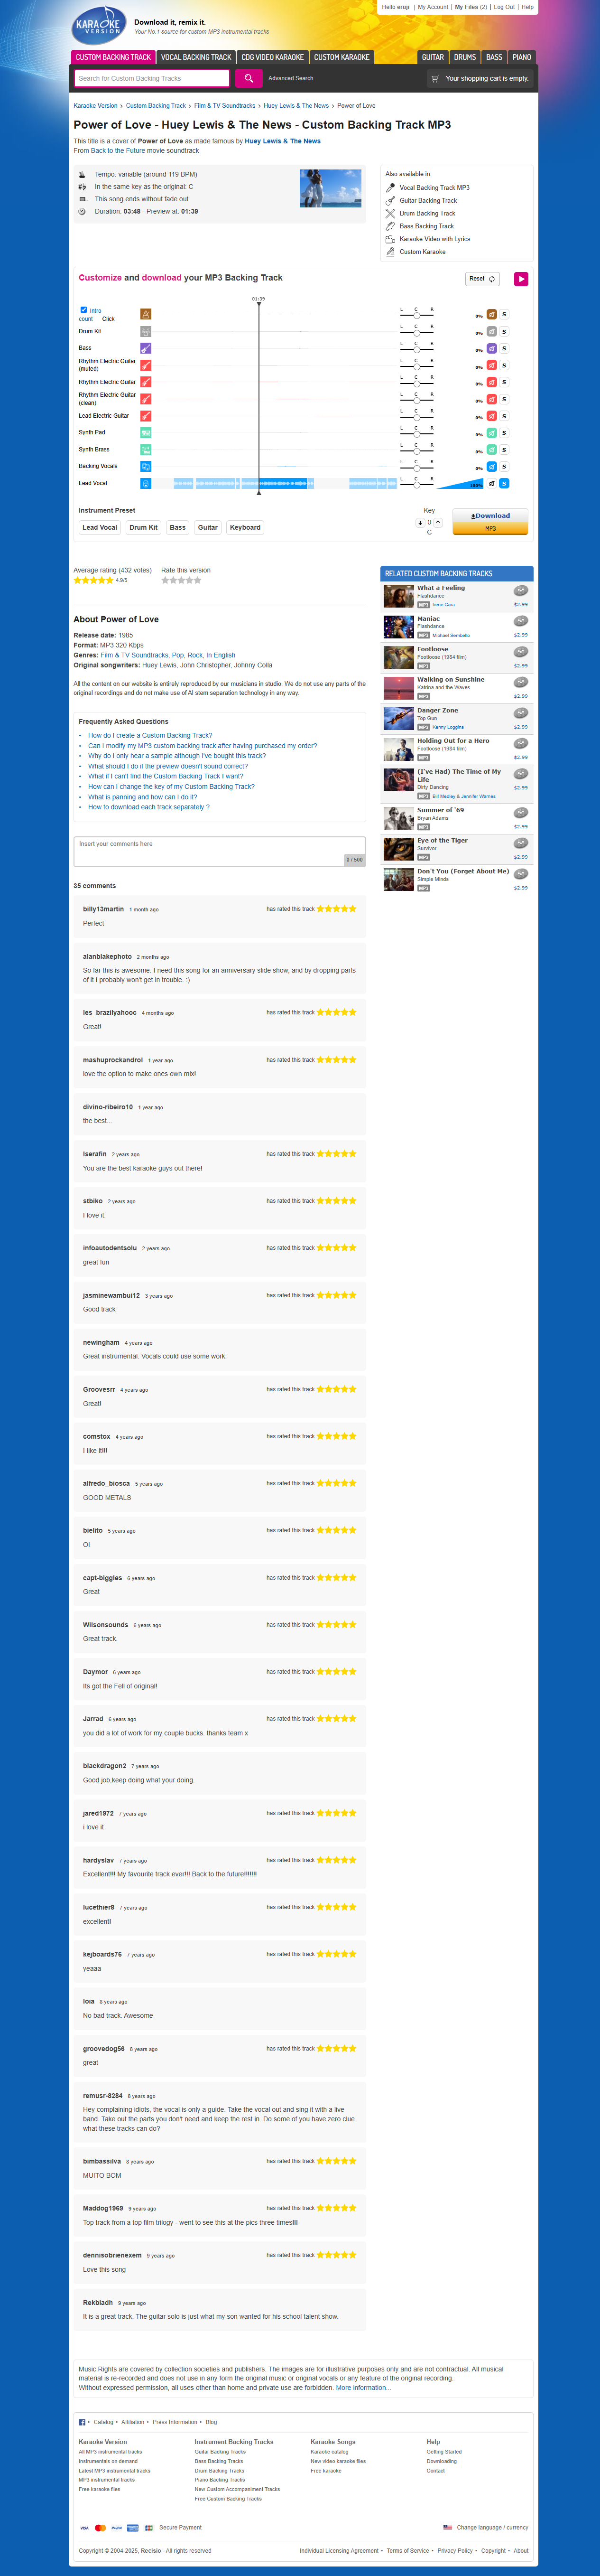 Hello eruji | My Account | My Files (2) | Log Out | Help
KARAOKE VERSION
Download it, remix it.
Your No.1 source for custom MP3 instrumental tracks
CUSTOM BACKING TRACK VOCAL BACKING TRACK CDG VIDEO KARAOKE CUSTOM KARAOKE GUITAR DRUMS BASS PIANO
Search for Custom Backing Tracks Advanced Search Your shopping cart is empty.
Karaoke Version › Custom Backing Track › Film & TV Soundtracks › Huey Lewis & The News › Power of Love
Power of Love - Huey Lewis & The News - Custom Backing Track MP3
This title is a cover of Power of Love as made famous by Huey Lewis & The News
From Back to the Future movie soundtrack
Tempo: variable (around 119 BPM)
In the same key as the original: C
This song ends without fade out
Duration: 03:48 - Preview at: 01:39
Also available in:
Vocal Backing Track MP3
Guitar Backing Track
Drum Backing Track
Bass Backing Track
Karaoke Video with Lyrics
Custom Karaoke
Customize and download your MP3 Backing Track Reset
01:39
Intro count Click L C R 0% S
Drum Kit L C R 0% S
Bass L C R 0% S
Rhythm Electric Guitar (muted) L C R 0% S
Rhythm Electric Guitar L C R 0% S
Rhythm Electric Guitar (clean) L C R 0% S
Lead Electric Guitar L C R 0% S
Synth Pad L C R 0% S
Synth Brass L C R 0% S
Backing Vocals L C R 0% S
Lead Vocal L C R 100% S
Instrument Preset
Lead Vocal Drum Kit Bass Guitar Keyboard
Key
0
C
Download
MP3
Average rating (432 votes) Rate this version
4.9/5
About Power of Love
Release date: 1985
Format: MP3 320 Kbps
Genres: Film & TV Soundtracks, Pop, Rock, In English
Original songwriters: Huey Lewis, John Christopher, Johnny Colla
All the content on our website is entirely reproduced by our musicians in studio. We do not use any parts of the
original recordings and do not make use of AI stem separation technology in any way.
Frequently Asked Questions
• How do I create a Custom Backing Track?
• Can I modify my MP3 custom backing track after having purchased my order?
• Why do I only hear a sample although I've bought this track?
• What should I do if the preview doesn't sound correct?
• What if I can't find the Custom Backing Track I want?
• How can I change the key of my Custom Backing Track?
• What is panning and how can I do it?
• How to download each track separately ?
Insert your comments here
0 / 500
RELATED CUSTOM BACKING TRACKS
What a Feeling
Flashdance
MP3 Irene Cara $2.99
Maniac
Flashdance
MP3 Michael Sembello $2.99
Footloose
Footloose (1984 film)
MP3 $2.99
Walking on Sunshine
Katrina and the Waves
MP3 $2.99
Danger Zone
Top Gun
MP3 Kenny Loggins $2.99
Holding Out for a Hero
Footloose (1984 film)
MP3 $2.99
(I've Had) The Time of My
Life
Dirty Dancing
MP3 Bill Medley & Jennifer Warnes $2.99
Summer of '69
Bryan Adams
MP3 $2.99
Eye of the Tiger
Survivor
MP3 $2.99
Don't You (Forget About Me)
Simple Minds
MP3 $2.99
35 comments
billy13martin 1 month ago has rated this track
Perfect
alanblakephoto 2 months ago
So far this is awesome. I need this song for an anniversary slide show, and by dropping parts
of it I probably won't get in trouble. :)
les_brazilyahooc 4 months ago has rated this track
Great!
mashuprockandrol 1 year ago has rated this track
love the option to make ones own mix!
divino-ribeiro10 1 year ago
the best...
lserafin 2 years ago has rated this track
You are the best karaoke guys out there!
stbiko 2 years ago has rated this track
I love it.
infoautodentsolu 2 years ago has rated this track
great fun
jasminewambui12 3 years ago has rated this track
Good track
newingham 4 years ago
Great instrumental. Vocals could use some work.
Groovesrr 4 years ago has rated this track
Great!
comstox 4 years ago has rated this track
I like it!!!
alfredo_biosca 5 years ago has rated this track
GOOD METALS
bielito 5 years ago has rated this track
Ol
capt-biggles 6 years ago has rated this track
Great
Wilsonsounds 6 years ago has rated this track
Great track.
Daymor 6 years ago has rated this track
Its got the Fell of original!
Jarrad 6 years ago has rated this track
you did a lot of work for my couple bucks. thanks team x
blackdragon2 7 years ago
Good job,keep doing what your doing.
jared1972 7 years ago has rated this track
i love it
hardyslav 7 years ago has rated this track
Excellent!!! My favourite track ever!!! Back to the future!!!!!!!!
lucethier8 7 years ago has rated this track
excellent!
kejboards76 7 years ago has rated this track
yeaaa
loia 8 years ago
No bad track. Awesome
groovedog56 8 years ago has rated this track
great
remusr-8284 8 years ago
Hey complaining idiots, the vocal is only a guide. Take the vocal out and sing it with a live
band. Take out the parts you don't need and keep the rest in. Do some of you have zero clue
what these tracks can do?
bimbassilva 8 years ago has rated this track
MUITO BOM
Maddog1969 9 years ago has rated this track
Top track from a top film trilogy - went to see this at the pics three times!!!!
dennisobrienexem 9 years ago has rated this track
Love this song
Rekbladh 9 years ago
It is a great track. The guitar solo is just what my son wanted for his school talent show.
Music Rights are covered by collection societies and publishers. The images are for illustrative purposes only and are not contractual. All musical
material is re-recorded and does not use in any form the original music or original vocals or any feature of the original recording.
Without expressed permission, all uses other than home and private use are forbidden. More information...
• Catalog • Affiliation • Press Information • Blog
Karaoke Version Instrument Backing Tracks Karaoke Songs Help
All MP3 instrumental tracks Guitar Backing Tracks Karaoke catalog Getting Started
Instrumentals on demand Bass Backing Tracks New video karaoke files Downloading
Latest MP3 instrumental tracks Drum Backing Tracks Free karaoke Contact
MP3 instrumental tracks Piano Backing Tracks
Free karaoke files New Custom Accompaniment Tracks
Free Custom Backing Tracks
VISA PayPal Secure Payment Change language / currency
Copyright © 2004-2025, Recisio - All rights reserved Individual Licensing Agreement • Terms of Service • Privacy Policy • Copyright • About